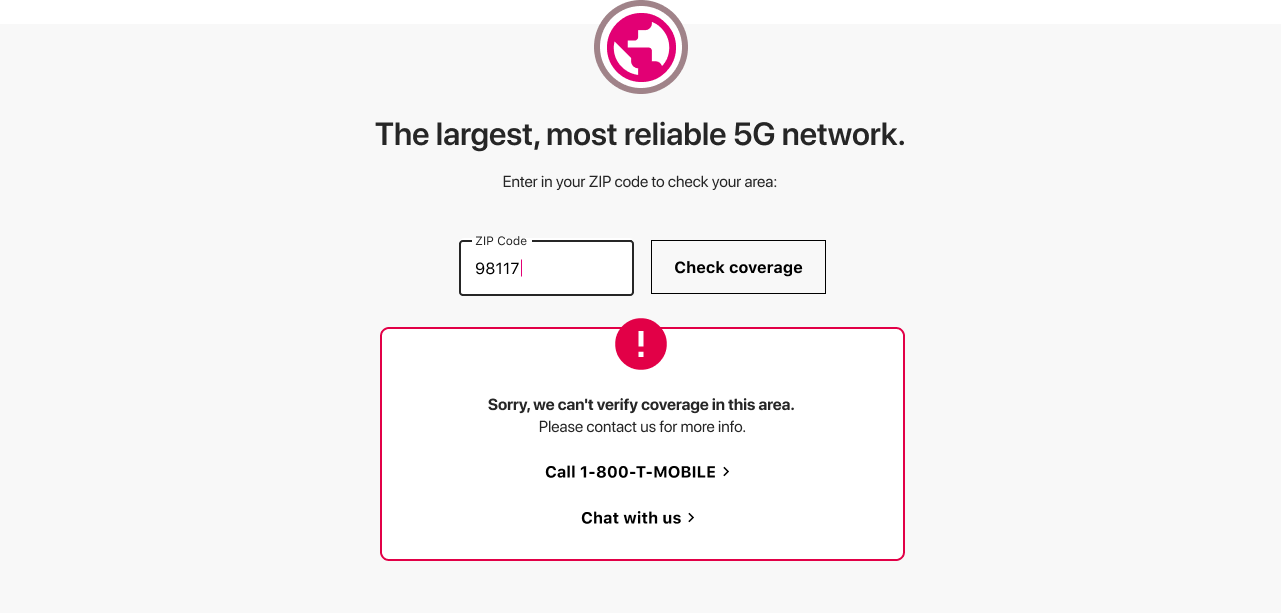 The largest, most reliable 5G network.
Enter in your ZIP code to check your area:
ZIP Code
98117
Check coverage
!
Sorry, we can't verify coverage in this area.
Please contact us for more info.
Call 1-800-T-MOBILE >
Chat with us >